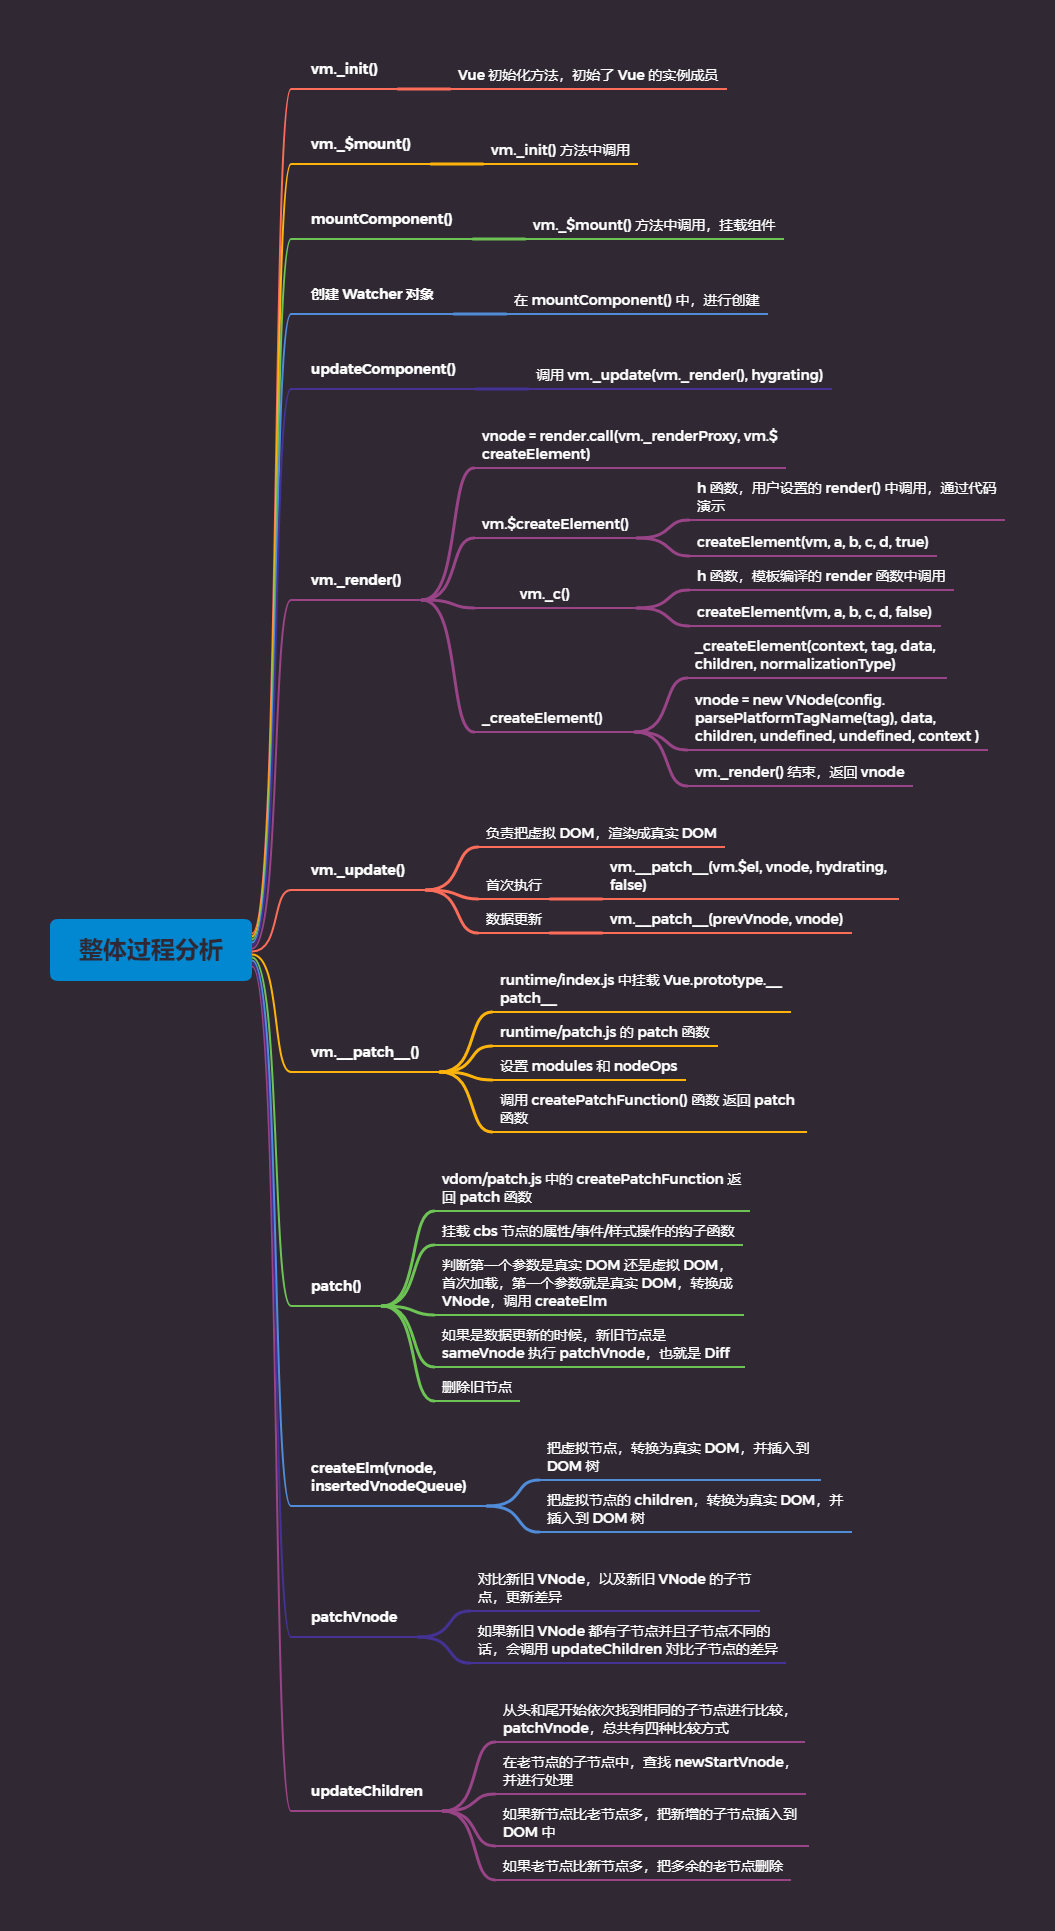 整体过程分析
vm._init()
Vue 初始化方法，初始了 Vue 的实例成员
vm._$mount()
vm._init() 方法中调用
mountComponent()
vm._$mount() 方法中调用，挂载组件
创建 Watcher 对象
在 mountComponent() 中，进行创建
updateComponent()
调用 vm._update(vm._render(), hygrating)
vm._render()
vnode = render.call(vm._renderProxy, vm.$
createElement)
vm.$createElement()
h 函数，用户设置的 render() 中调用，通过代码
演示
createElement(vm, a, b, c, d, true)
vm._c()
h 函数，模板编译的 render 函数中调用
createElement(vm, a, b, c, d, false)
_createElement()
_createElement(context, tag, data,
children, normalizationType)
vnode = new VNode(config.
parsePlatformTagName(tag), data,
children, undefined, undefined, context )
vm._render() 结束，返回 vnode
vm._update()
负责把虚拟 DOM，渲染成真实 DOM
首次执行
vm.__patch__(vm.$el, vnode, hydrating,
false)
数据更新
vm.__patch__(prevVnode, vnode)
vm.__patch__()
runtime/index.js 中挂载 Vue.prototype.__
patch__
runtime/patch.js 的 patch 函数
设置 modules 和 nodeOps
调用 createPatchFunction() 函数 返回 patch
函数
patch()
vdom/patch.js 中的 createPatchFunction 返
回 patch 函数
挂载 cbs 节点的属性/事件/样式操作的钩子函数
判断第一个参数是真实 DOM 还是虚拟 DOM，
首次加载，第一个参数就是真实 DOM，转换成
VNode，调用 createElm
如果是数据更新的时候，新旧节点是
sameVnode 执行 patchVnode，也就是 Diff
删除旧节点
createElm(vnode,
insertedVnodeQueue)
把虚拟节点，转换为真实 DOM，并插入到
DOM 树
把虚拟节点的 children，转换为真实 DOM，并
插入到 DOM 树
patchVnode
对比新旧 VNode，以及新旧 VNode 的子节
点，更新差异
如果新旧 VNode 都有子节点并且子节点不同的
话，会调用 updateChildren 对比子节点的差异
updateChildren
从头和尾开始依次找到相同的子节点进行比较，
patchVnode，总共有四种比较方式
在老节点的子节点中，查找 newStartVnode，
并进行处理
如果新节点比老节点多，把新增的子节点插入到
DOM 中
如果老节点比新节点多，把多余的老节点删除